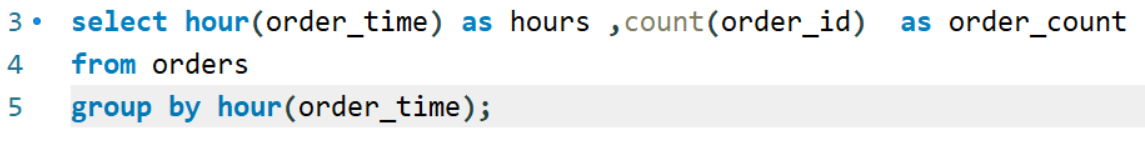 3 • select hour(order_time) as hours ,count(order_id)  as order_count
4 from orders
5 group by hour(order_time);